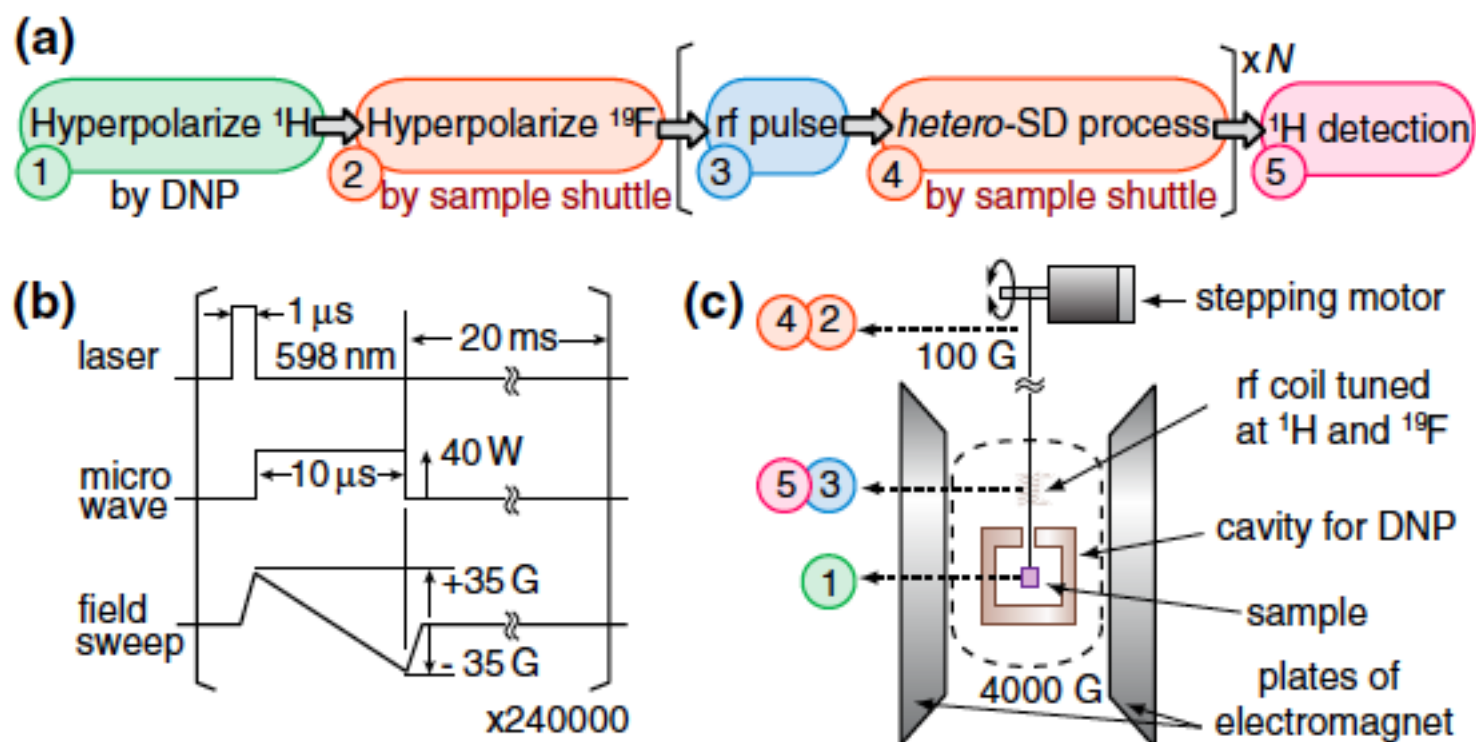 (a)
Hyperpolarize ¹H
1
by DNP
Hyperpolarize ¹⁹F
2
by sample shuttle
rf pulse
3
hetero-SD process
4
by sample shuttle
xN
¹H detection
5
(b)
laser
1 μs
598 nm
20 ms
micro
wave
10 μs
40 W
field
sweep
+35 G
- 35 G
x240000
(c)
4 2
100 G
stepping motor
rf coil tuned
at ¹H and ¹⁹F
5 3
cavity for DNP
1
sample
4000 G
plates of
electromagnet